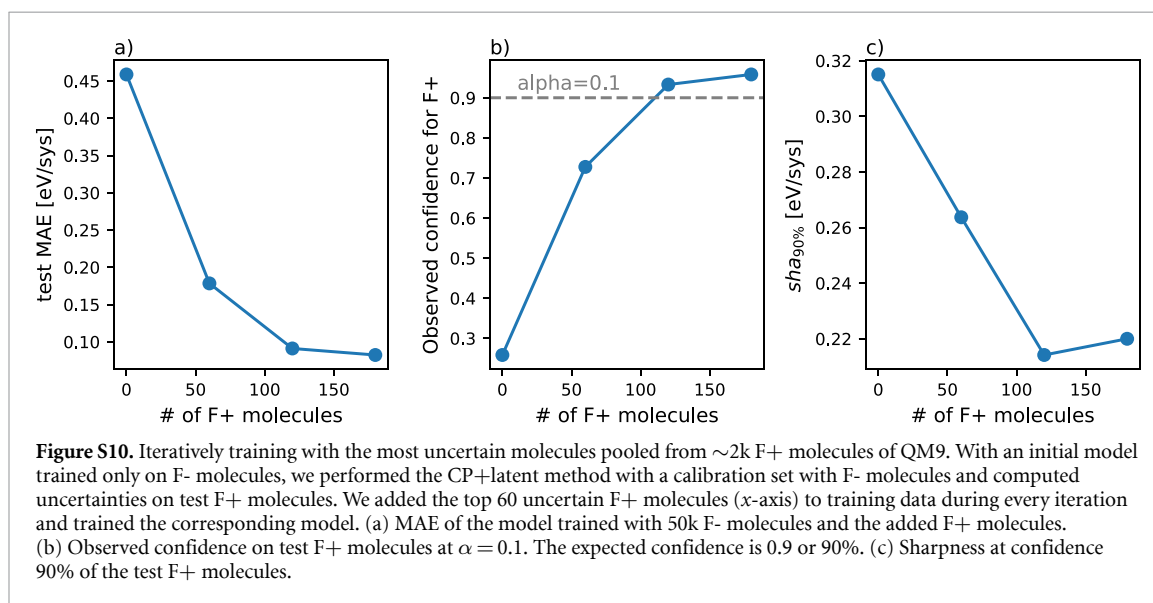 a)
test MAE [eV/sys]
0.45
0.40
0.35
0.30
0.25
0.20
0.15
0.10
0
50
100
150
# of F+ molecules
b)
Observed confidence for F+
alpha=0.1
0.9
0.8
0.7
0.6
0.5
0.4
0.3
0
50
100
150
# of F+ molecules
c)
sha90% [eV/sys]
0.32
0.30
0.28
0.26
0.24
0.22
0
50
100
150
# of F+ molecules
Figure S10. Iteratively training with the most uncertain molecules pooled from ∼2k F+ molecules of QM9. With an initial model
trained only on F- molecules, we performed the CP+latent method with a calibration set with F- molecules and computed
uncertainties on test F+ molecules. We added the top 60 uncertain F+ molecules (x-axis) to training data during every iteration
and trained the corresponding model. (a) MAE of the model trained with 50k F- molecules and the added F+ molecules.
(b) Observed confidence on test F+ molecules at α = 0.1. The expected confidence is 0.9 or 90%. (c) Sharpness at confidence
90% of the test F+ molecules.